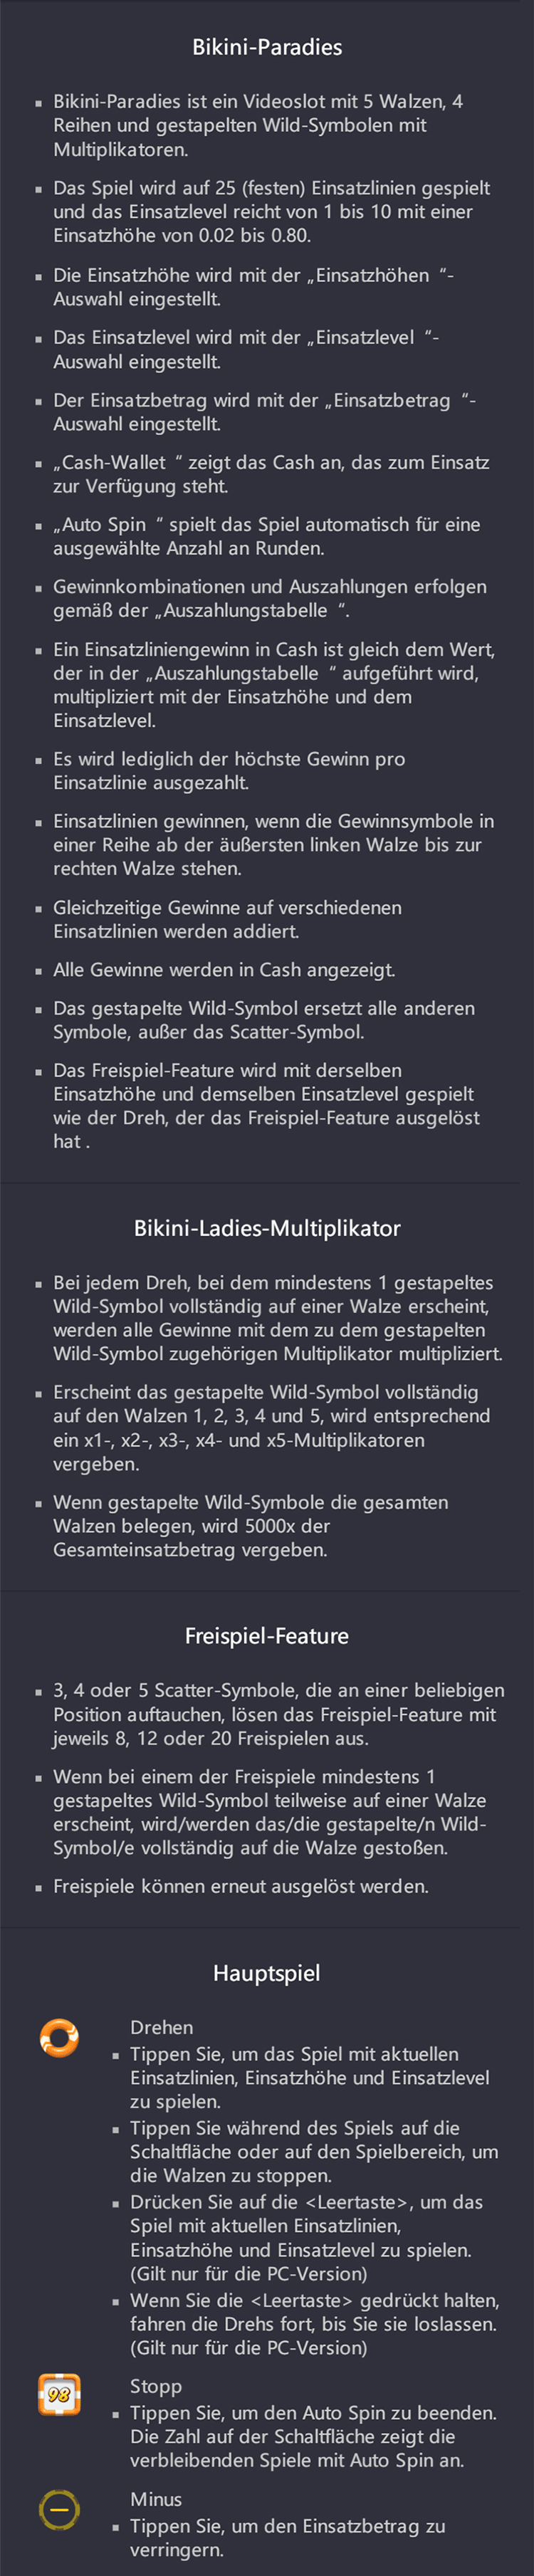 Bikini-Paradies
▪ Bikini-Paradies ist ein Videoslot mit 5 Walzen, 4
Reihen und gestapelten Wild-Symbolen mit
Multiplikatoren.
▪ Das Spiel wird auf 25 (festen) Einsatzlinien gespielt
und das Einsatzlevel reicht von 1 bis 10 mit einer
Einsatzhöhe von 0.02 bis 0.80.
▪ Die Einsatzhöhe wird mit der „Einsatzhöhen “-
Auswahl eingestellt.
▪ Das Einsatzlevel wird mit der „Einsatzlevel “-
Auswahl eingestellt.
▪ Der Einsatzbetrag wird mit der „Einsatzbetrag “-
Auswahl eingestellt.
▪ „Cash-Wallet “ zeigt das Cash an, das zum Einsatz
zur Verfügung steht.
▪ „Auto Spin “ spielt das Spiel automatisch für eine
ausgewählte Anzahl an Runden.
▪ Gewinnkombinationen und Auszahlungen erfolgen
gemäß der „Auszahlungstabelle “.
▪ Ein Einsatzliniengewinn in Cash ist gleich dem Wert,
der in der „Auszahlungstabelle “ aufgeführt wird,
multipliziert mit der Einsatzhöhe und dem
Einsatzlevel.
▪ Es wird lediglich der höchste Gewinn pro
Einsatzlinie ausgezahlt.
▪ Einsatzlinien gewinnen, wenn die Gewinnsymbole in
einer Reihe ab der äußersten linken Walze bis zur
rechten Walze stehen.
▪ Gleichzeitige Gewinne auf verschiedenen
Einsatzlinien werden addiert.
▪ Alle Gewinne werden in Cash angezeigt.
▪ Das gestapelte Wild-Symbol ersetzt alle anderen
Symbole, außer das Scatter-Symbol.
▪ Das Freispiel-Feature wird mit derselben
Einsatzhöhe und demselben Einsatzlevel gespielt
wie der Dreh, der das Freispiel-Feature ausgelöst
hat .
Bikini-Ladies-Multiplikator
▪ Bei jedem Dreh, bei dem mindestens 1 gestapeltes
Wild-Symbol vollständig auf einer Walze erscheint,
werden alle Gewinne mit dem zu dem gestapelten
Wild-Symbol zugehörigen Multiplikator multipliziert.
▪ Erscheint das gestapelte Wild-Symbol vollständig
auf den Walzen 1, 2, 3, 4 und 5, wird entsprechend
ein x1-, x2-, x3-, x4- und x5-Multiplikatoren
vergeben.
▪ Wenn gestapelte Wild-Symbole die gesamten
Walzen belegen, wird 5000x der
Gesamteinsatzbetrag vergeben.
Freispiel-Feature
▪ 3, 4 oder 5 Scatter-Symbole, die an einer beliebigen
Position auftauchen, lösen das Freispiel-Feature mit
jeweils 8, 12 oder 20 Freispielen aus.
▪ Wenn bei einem der Freispiele mindestens 1
gestapeltes Wild-Symbol teilweise auf einer Walze
erscheint, wird/werden das/die gestapelte/n Wild-
Symbol/e vollständig auf die Walze gestoßen.
▪ Freispiele können erneut ausgelöst werden.
Hauptspiel
Drehen
▪ Tippen Sie, um das Spiel mit aktuellen
Einsatzlinien, Einsatzhöhe und Einsatzlevel
zu spielen.
▪ Tippen Sie während des Spiels auf die
Schaltfläche oder auf den Spielbereich, um
die Walzen zu stoppen.
▪ Drücken Sie auf die <Leertaste>, um das
Spiel mit aktuellen Einsatzlinien,
Einsatzhöhe und Einsatzlevel zu spielen.
(Gilt nur für die PC-Version)
▪ Wenn Sie die <Leertaste> gedrückt halten,
fahren die Drehs fort, bis Sie sie loslassen.
(Gilt nur für die PC-Version)
98
Stopp
▪ Tippen Sie, um den Auto Spin zu beenden.
Die Zahl auf der Schaltfläche zeigt die
verbleibenden Spiele mit Auto Spin an.
Minus
▪ Tippen Sie, um den Einsatzbetrag zu
verringern.